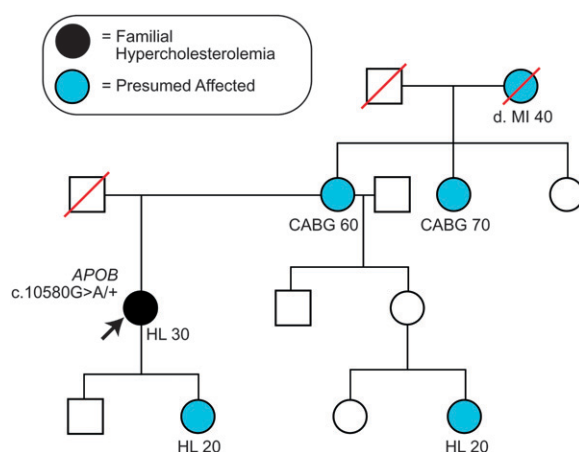 = Familial
Hypercholesterolemia
= Presumed Affected
d. MI 40
CABG 60
CABG 70
APOB
c.10580G>A/+
HL 30
HL 20
HL 20